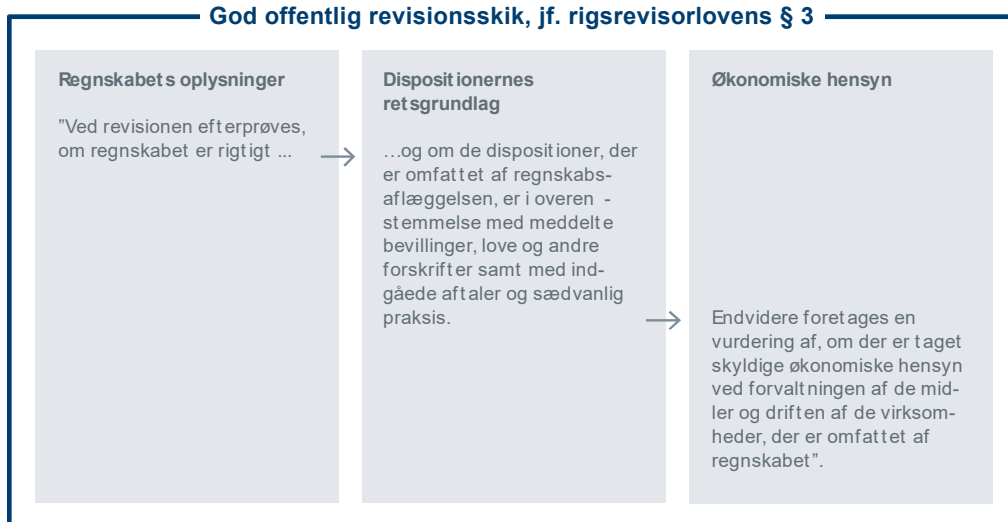 God offentlig revisionsskik, jf. rigsrevisorlovens § 3
Regnskabets oplysninger
”Ved revisionen efterprøves,
om regnskabet er rigtigt ...
Dispositionernes
retsgrundlag
…og om de dispositioner, der
er omfattet af regnskabs-
aflæggelsen, er i overen -
stemmelse med meddelte
bevillinger, love og andre
forskrifter samt med ind-
gåede aftaler og sædvanlig
praksis.
Økonomiske hensyn
Endvidere foretages en
vurdering af, om der er taget
skyldige økonomiske hensyn
ved forvaltningen af de mid-
ler og driften af de virksom-
heder, der er omfattet af
regnskabet”.